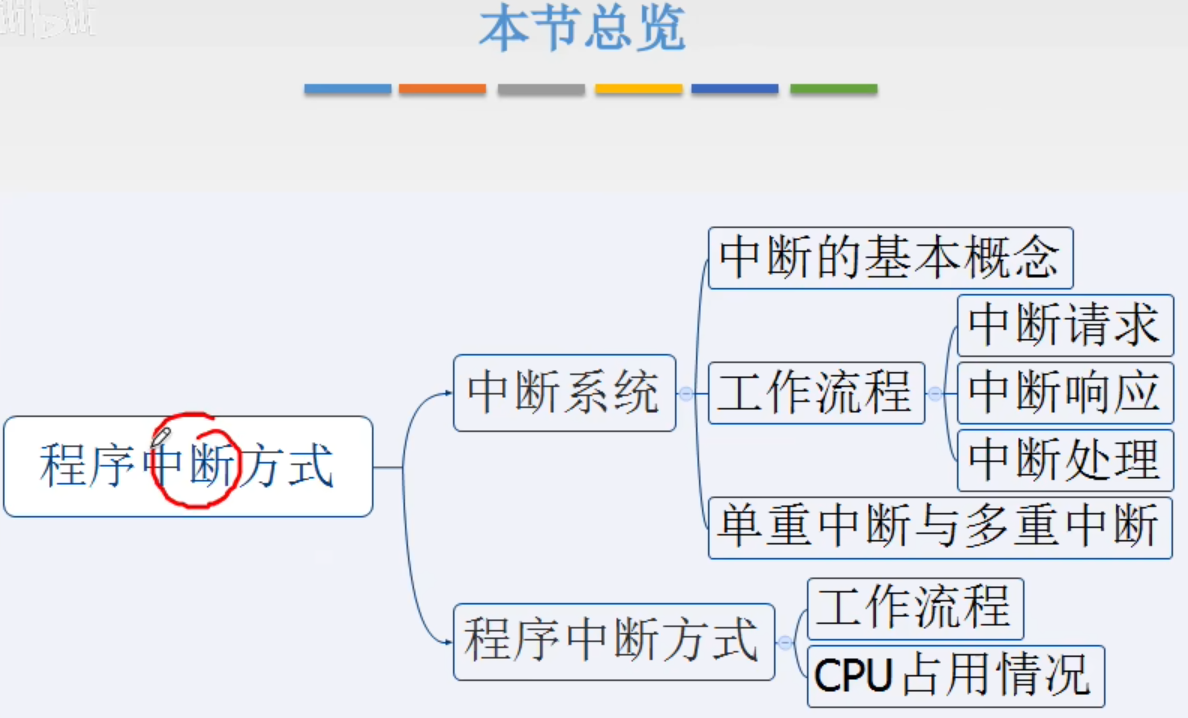 本节总览
中断的基本概念
中断请求
中断系统
工作流程
中断响应
程序中断方式
中断处理
单重中断与多重中断
工作流程
程序中断方式
CPU占用情况